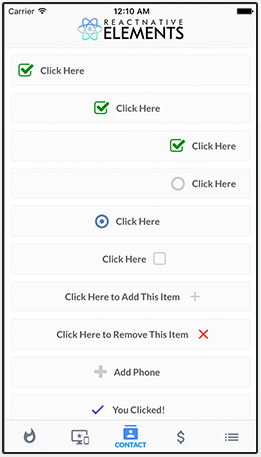 Carrier 12:10 AM
REACTNATIVE
ELEMENTS
Click Here
Click Here
Click Here
Click Here
Click Here
Click Here
Click Here to Add This Item
Click Here to Remove This Item
Add Phone
You Clicked!
CONTACT